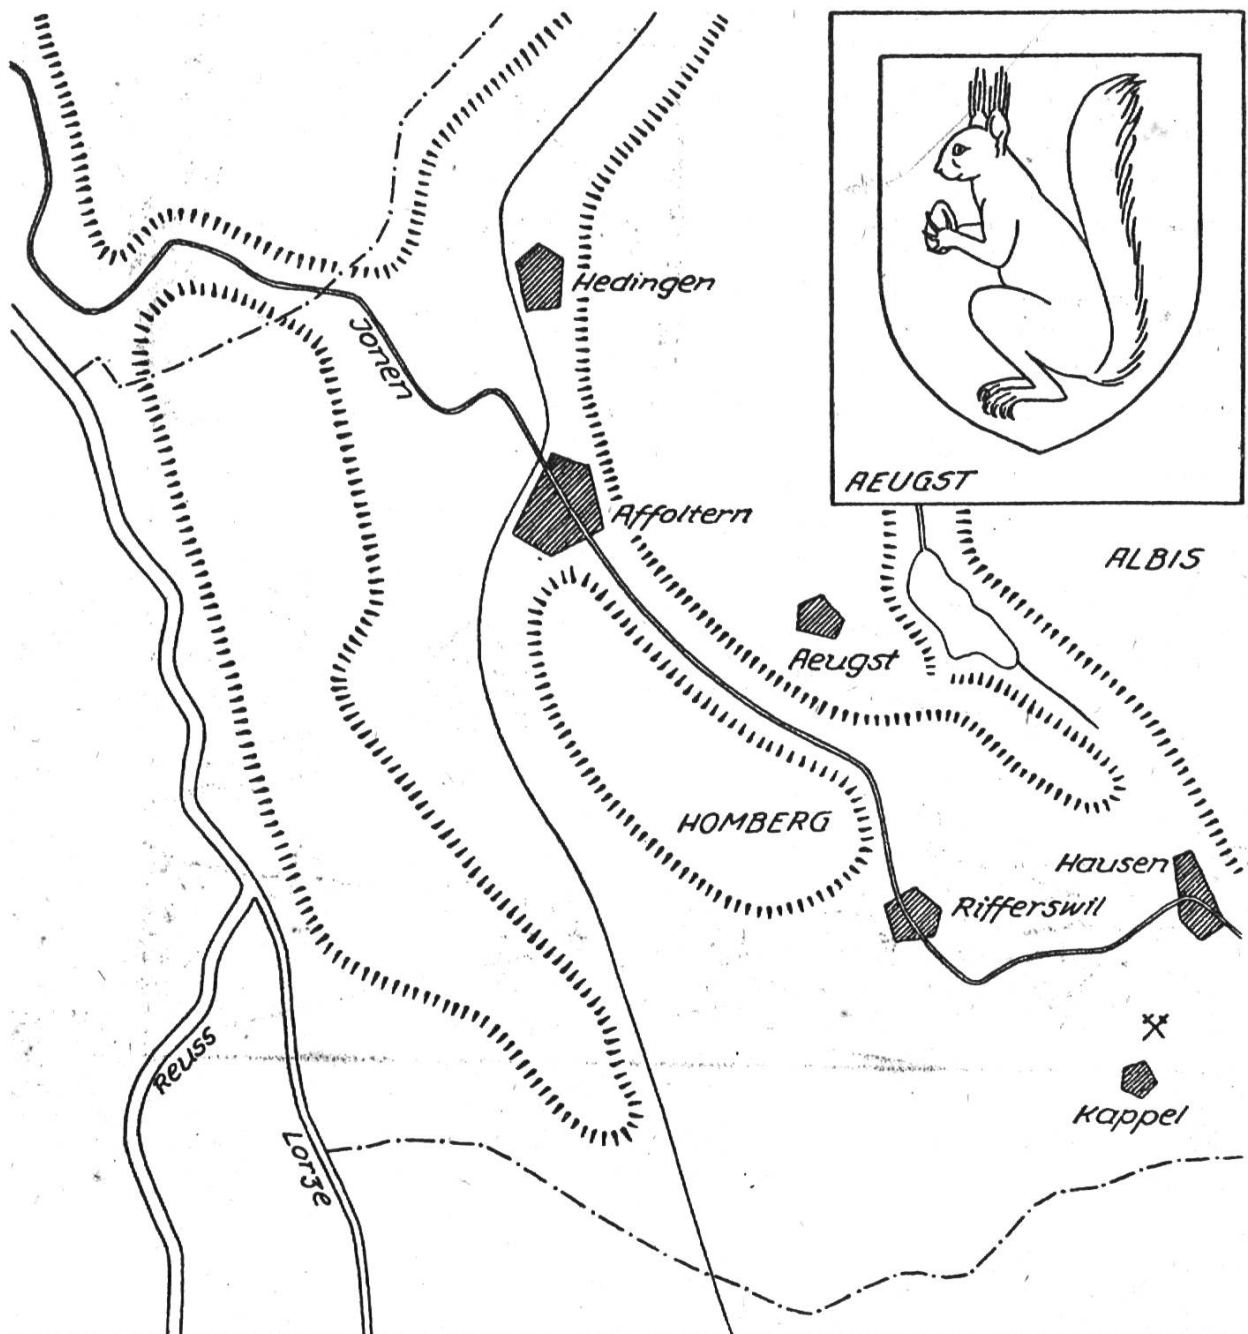 AEUGST
Hedingen
Jonen
Affoltern
ALBIS
Aeugst
HOMBERG
Hausen
Rifferswil
Reuss
Kappel
Lorze